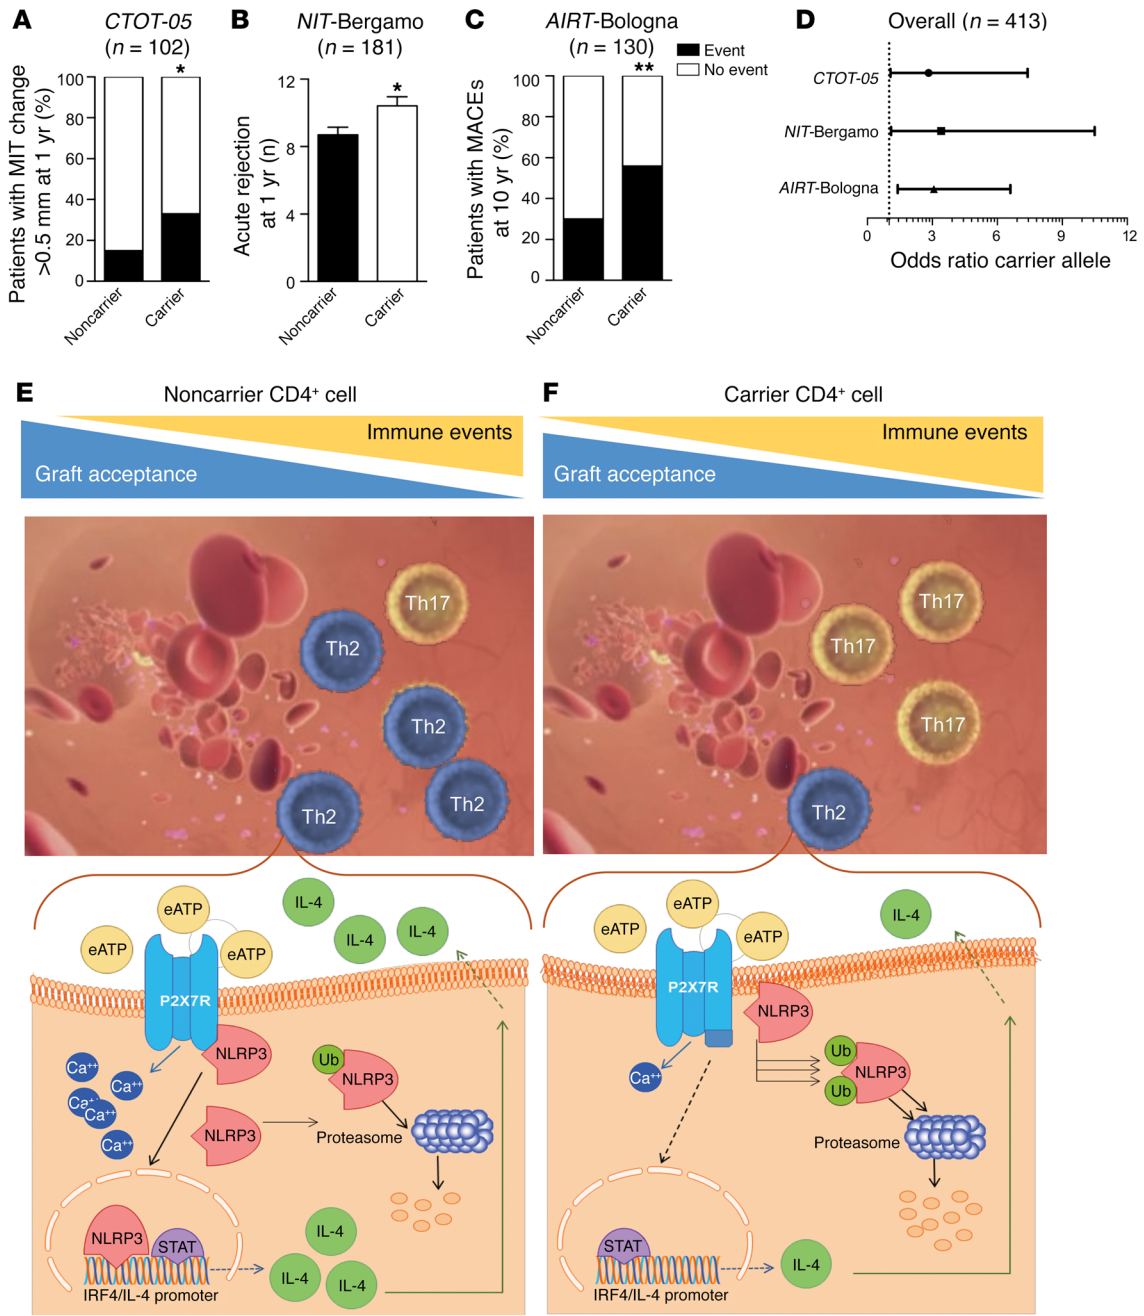 A
CTOT-05
(n = 102)
Patients with MIT change
>0.5 mm at 1 yr (%)
100
80
60
40
20
0
*
Noncarrier
Carrier
B
NIT-Bergamo
(n = 181)
Acute rejection
at 1 yr (n)
12
8
4
0
*
Noncarrier
Carrier
C
AIRT-Bologna
(n = 130)
Patients with MACEs
at 10 yr (%)
100
80
60
40
20
0
**
Noncarrier
Carrier
Event
No event
D
Overall (n = 413)
CTOT-05
NIT-Bergamo
AIRT-Bologna
0
1
3
6
9
12
Odds ratio carrier allele
E
Noncarrier CD4⁺ cell
Immune events
Graft acceptance
Th17
Th2
Th2
Th2
Th2
eATP
eATP
eATP
IL-4
IL-4
IL-4
P2X7R
NLRP3
Ca⁺⁺
Ca⁺⁺
Ca⁺⁺
Ca⁺⁺
Ca⁺⁺
Ub
NLRP3
NLRP3
Proteasome
NLRP3
STAT
IRF4/IL-4 promoter
IL-4
IL-4
IL-4
F
Carrier CD4⁺ cell
Immune events
Graft acceptance
Th17
Th17
Th17
Th2
eATP
eATP
eATP
IL-4
P2X7R
NLRP3
Ca⁺⁺
Ub
NLRP3
Ub
Proteasome
STAT
IRF4/IL-4 promoter
IL-4